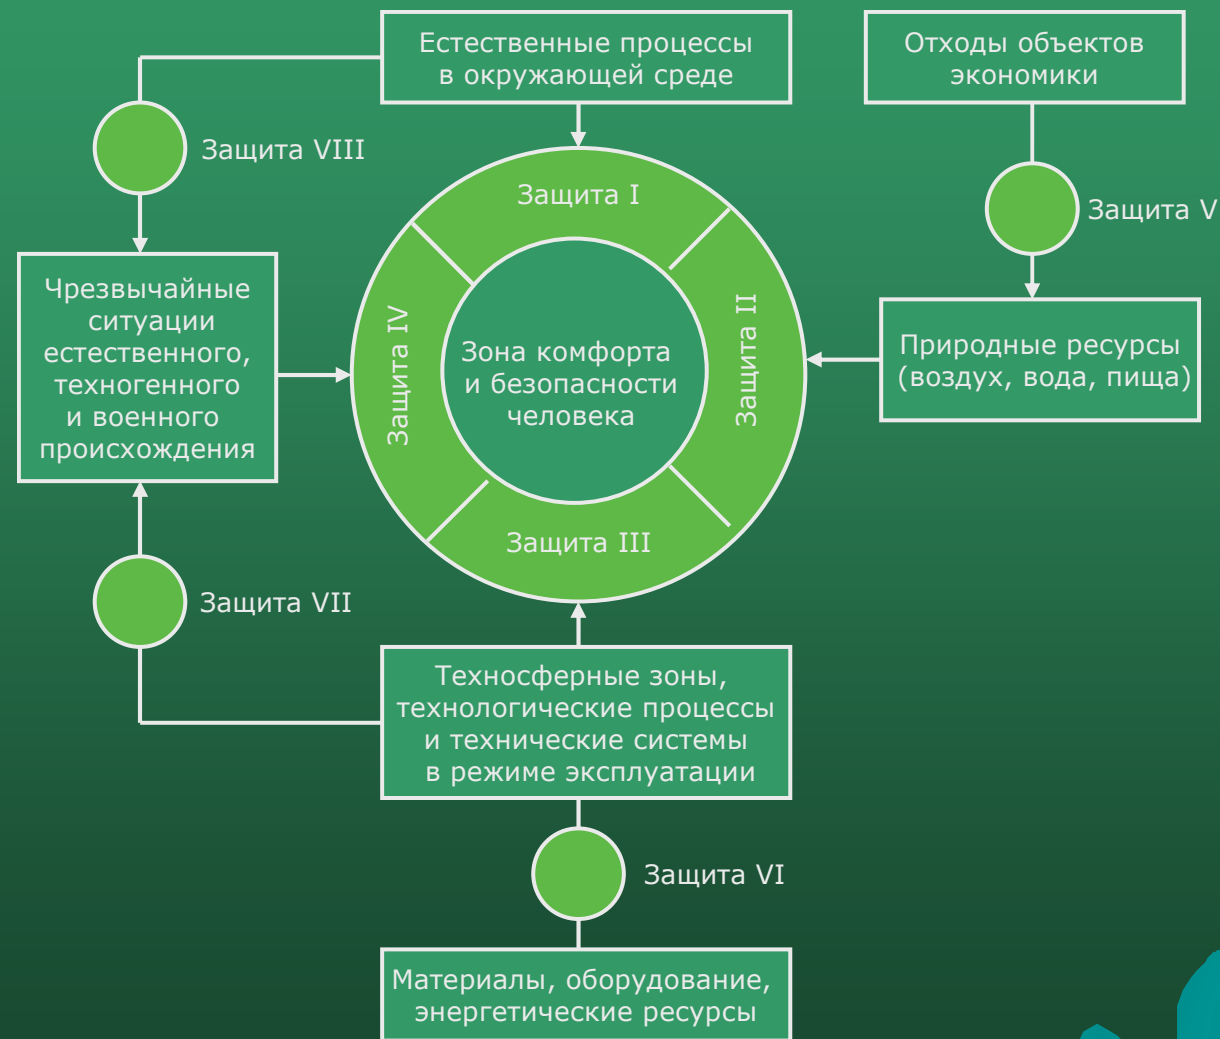 Естественные процессы
в окружающей среде
Отходы объектов
экономики
Защита VIII
Защита I
Защита V
Чрезвычайные
ситуации
естественного,
техногенного
и военного
происхождения
Защита IV
Зона комфорта
и безопасности
человека
Защита II
Природные ресурсы
(воздух, вода, пища)
Защита III
Защита VII
Техносферные зоны,
технологические процессы
и технические системы
в режиме эксплуатации
Защита VI
Материалы, оборудование,
энергетические ресурсы